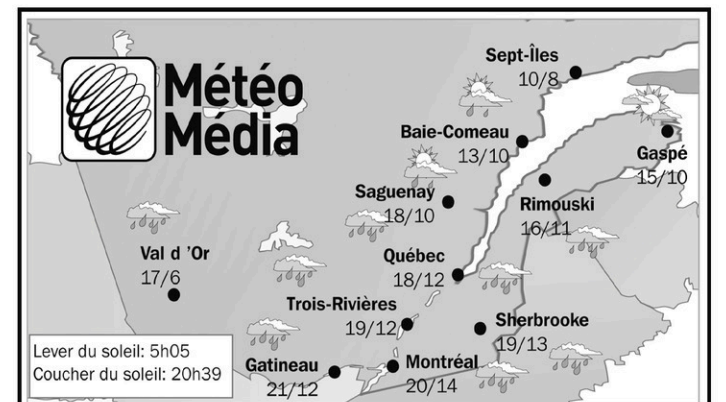 Météo
Média
Sept-Îles
10/8
Baie-Comeau
13/10
Gaspé
15/10
Saguenay
18/10
Rimouski
16/11
Val d 'Or
17/6
Québec
18/12
Trois-Rivières
19/12
Sherbrooke
19/13
Lever du soleil: 5h05
Coucher du soleil: 20h39
Gatineau
21/12
Montréal
20/14